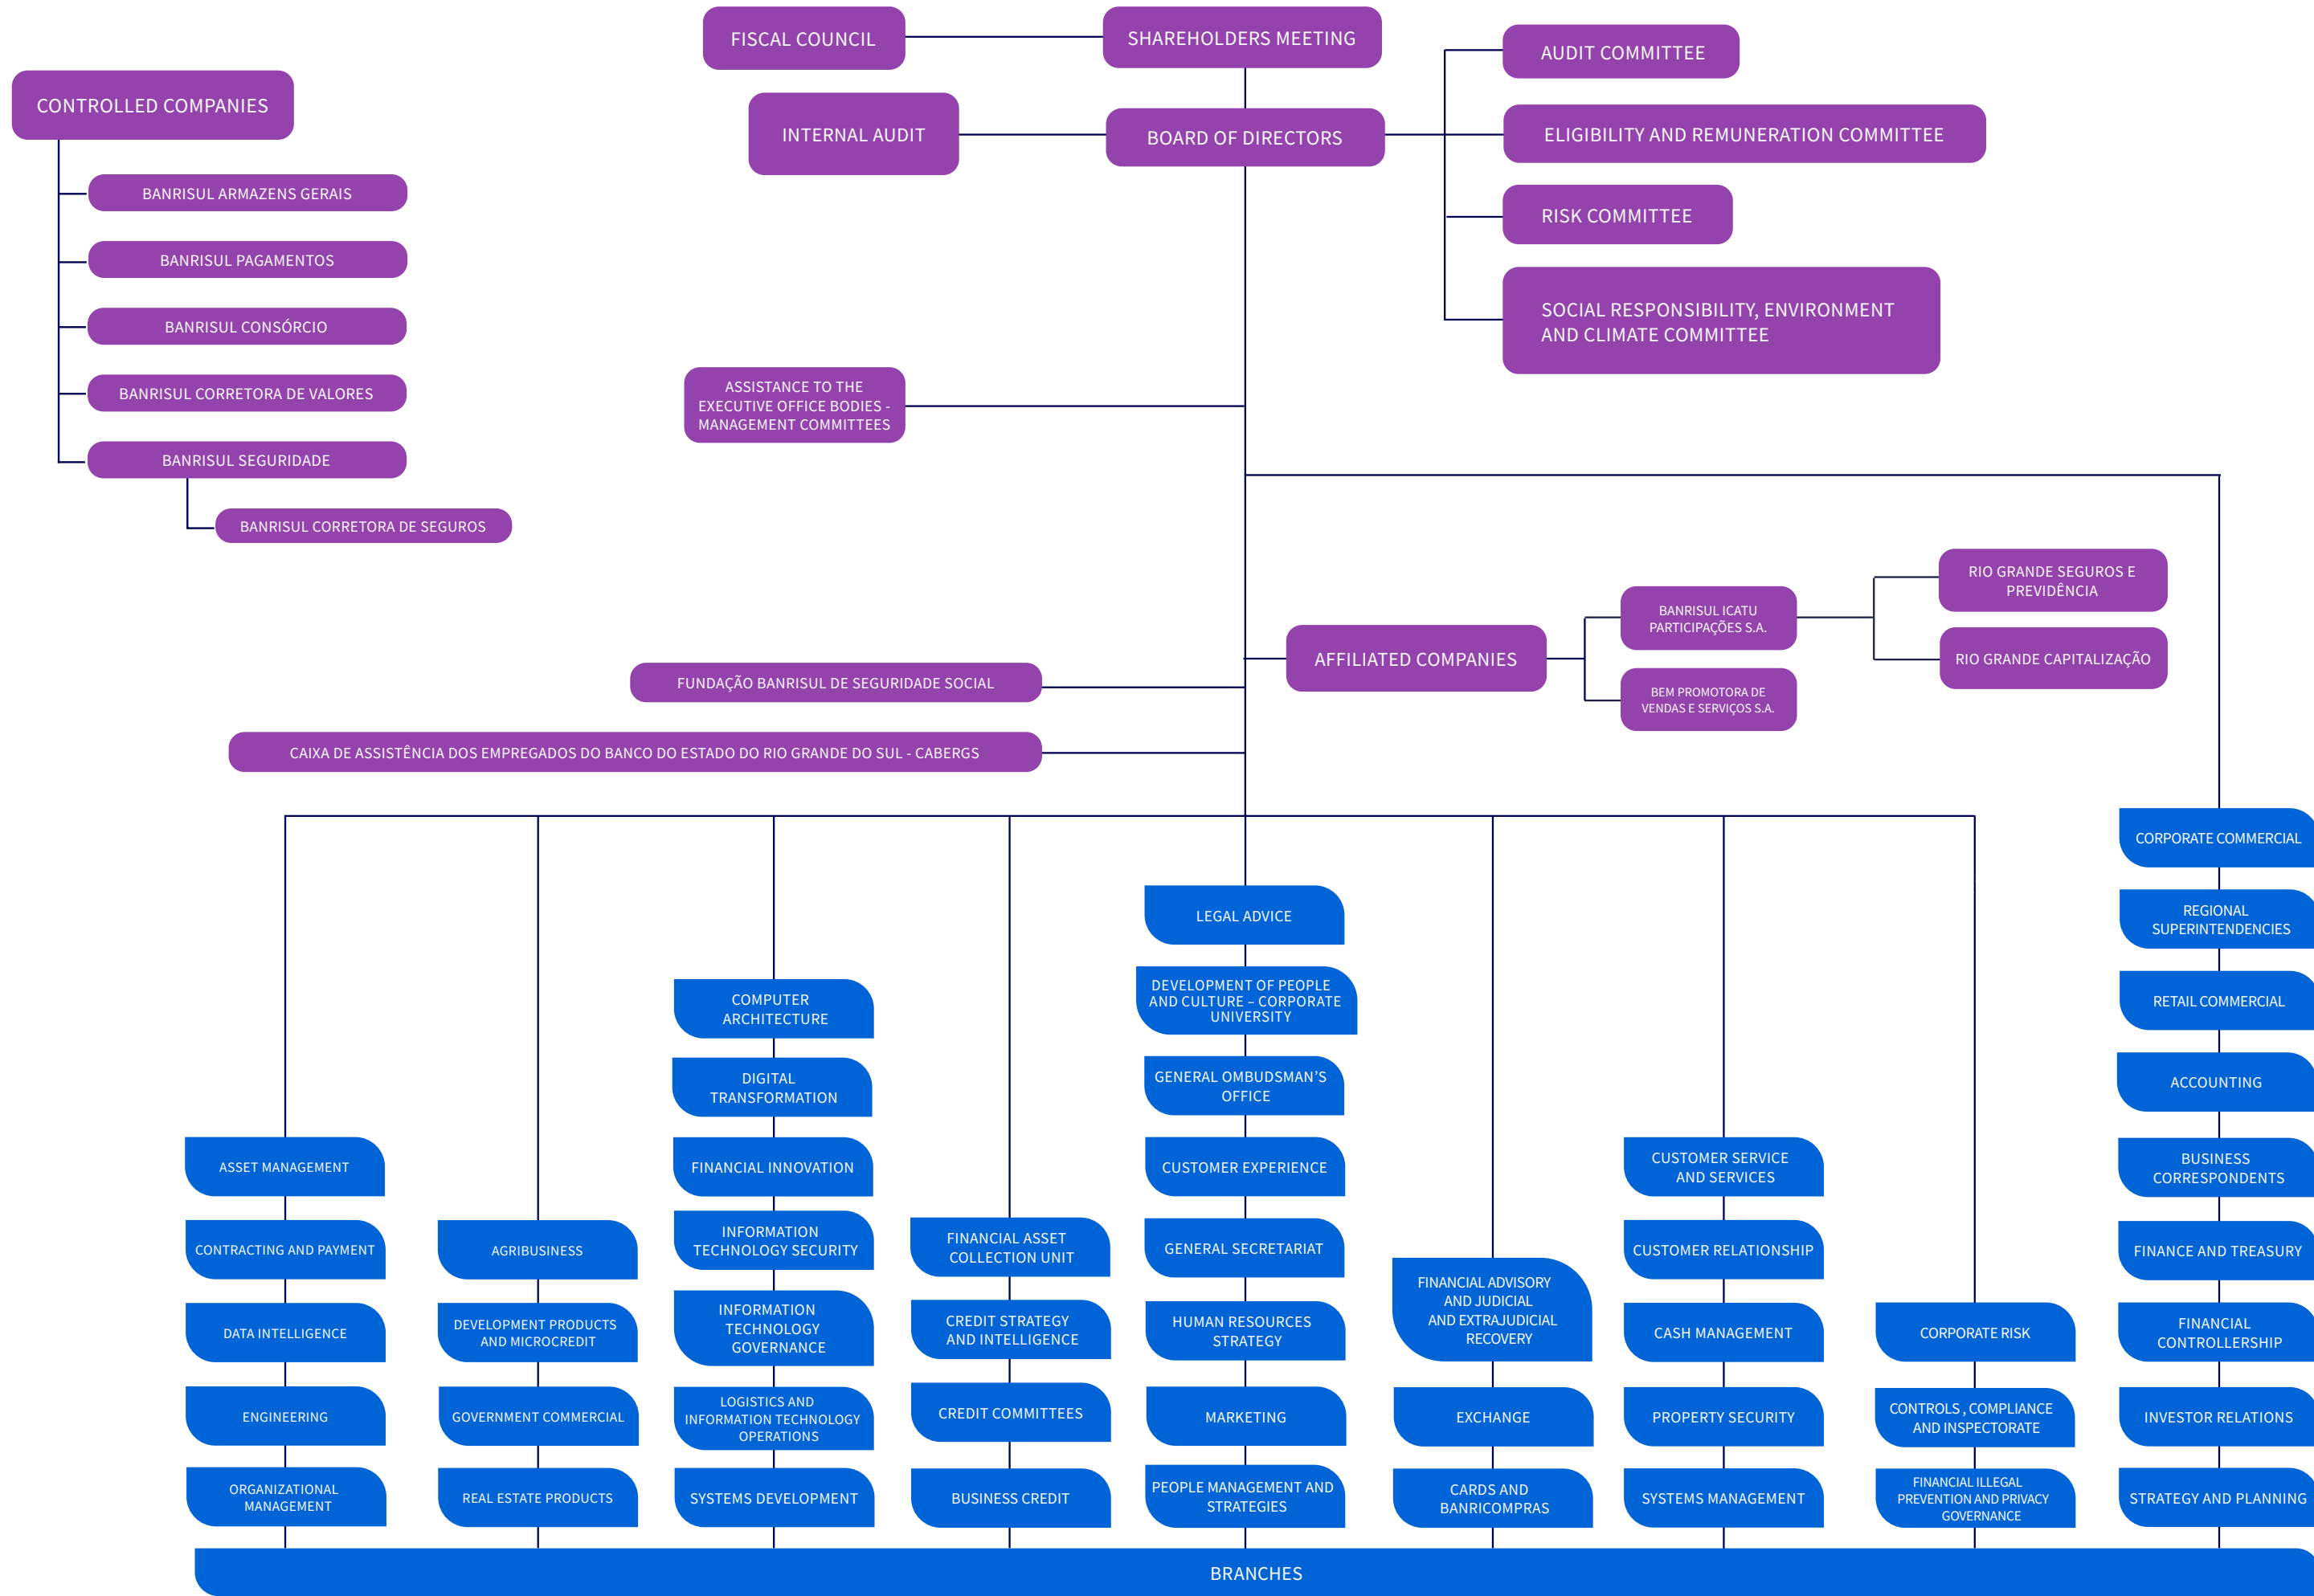 FISCAL COUNCIL
SHAREHOLDERS MEETING
AUDIT COMMITTEE
CONTROLLED COMPANIES
INTERNAL AUDIT
BOARD OF DIRECTORS
ELIGIBILITY AND REMUNERATION COMMITTEE
BANRISUL ARMAZENS GERAIS
RISK COMMITTEE
BANRISUL PAGAMENTOS
BANRISUL CONSÓRCIO
SOCIAL RESPONSIBILITY, ENVIRONMENT
AND CLIMATE COMMITTEE
BANRISUL CORRETORA DE VALORES
ASSISTANCE TO THE
EXECUTIVE OFFICE BODIES -
MANAGEMENT COMMITTEES
BANRISUL SEGURIDADE
BANRISUL CORRETORA DE SEGUROS
AFFILIATED COMPANIES
BANRISUL ICATU
PARTICIPAÇÕES S.A.
BEM PROMOTORA DE
VENDAS E SERVIÇOS S.A.
RIO GRANDE SEGUROS E
PREVIDÊNCIA
RIO GRANDE CAPITALIZAÇÃO
FUNDAÇÃO BANRISUL DE SEGURIDADE SOCIAL
CAIXA DE ASSISTÊNCIA DOS EMPREGADOS DO BANCO DO ESTADO DO RIO GRANDE DO SUL - CABERGS
ASSET MANAGEMENT
CONTRACTING AND PAYMENT
DATA INTELLIGENCE
ENGINEERING
ORGANIZATIONAL
MANAGEMENT
AGRIBUSINESS
DEVELOPMENT PRODUCTS
AND MICROCREDIT
GOVERNMENT COMMERCIAL
REAL ESTATE PRODUCTS
COMPUTER
ARCHITECTURE
DIGITAL
TRANSFORMATION
FINANCIAL INNOVATION
INFORMATION
TECHNOLOGY SECURITY
INFORMATION
TECHNOLOGY
GOVERNANCE
LOGISTICS AND
INFORMATION TECHNOLOGY
OPERATIONS
SYSTEMS DEVELOPMENT
FINANCIAL ASSET
COLLECTION UNIT
CREDIT STRATEGY
AND INTELLIGENCE
CREDIT COMMITTEES
BUSINESS CREDIT
LEGAL ADVICE
DEVELOPMENT OF PEOPLE
AND CULTURE – CORPORATE
UNIVERSITY
GENERAL OMBUDSMAN’S
OFFICE
CUSTOMER EXPERIENCE
GENERAL SECRETARIAT
HUMAN RESOURCES
STRATEGY
MARKETING
PEOPLE MANAGEMENT AND
STRATEGIES
FINANCIAL ADVISORY
AND JUDICIAL
AND EXTRAJUDICIAL
RECOVERY
EXCHANGE
CARDS AND
BANRICOMPRAS
CUSTOMER SERVICE
AND SERVICES
CUSTOMER RELATIONSHIP
CASH MANAGEMENT
PROPERTY SECURITY
SYSTEMS MANAGEMENT
CORPORATE RISK
CONTROLS , COMPLIANCE
AND INSPECTORATE
FINANCIAL ILLEGAL
PREVENTION AND PRIVACY
GOVERNANCE
CORPORATE COMMERCIAL
REGIONAL
SUPERINTENDENCIES
RETAIL COMMERCIAL
ACCOUNTING
BUSINESS
CORRESPONDENTS
FINANCE AND TREASURY
FINANCIAL
CONTROLLERSHIP
INVESTOR RELATIONS
STRATEGY AND PLANNING
BRANCHES